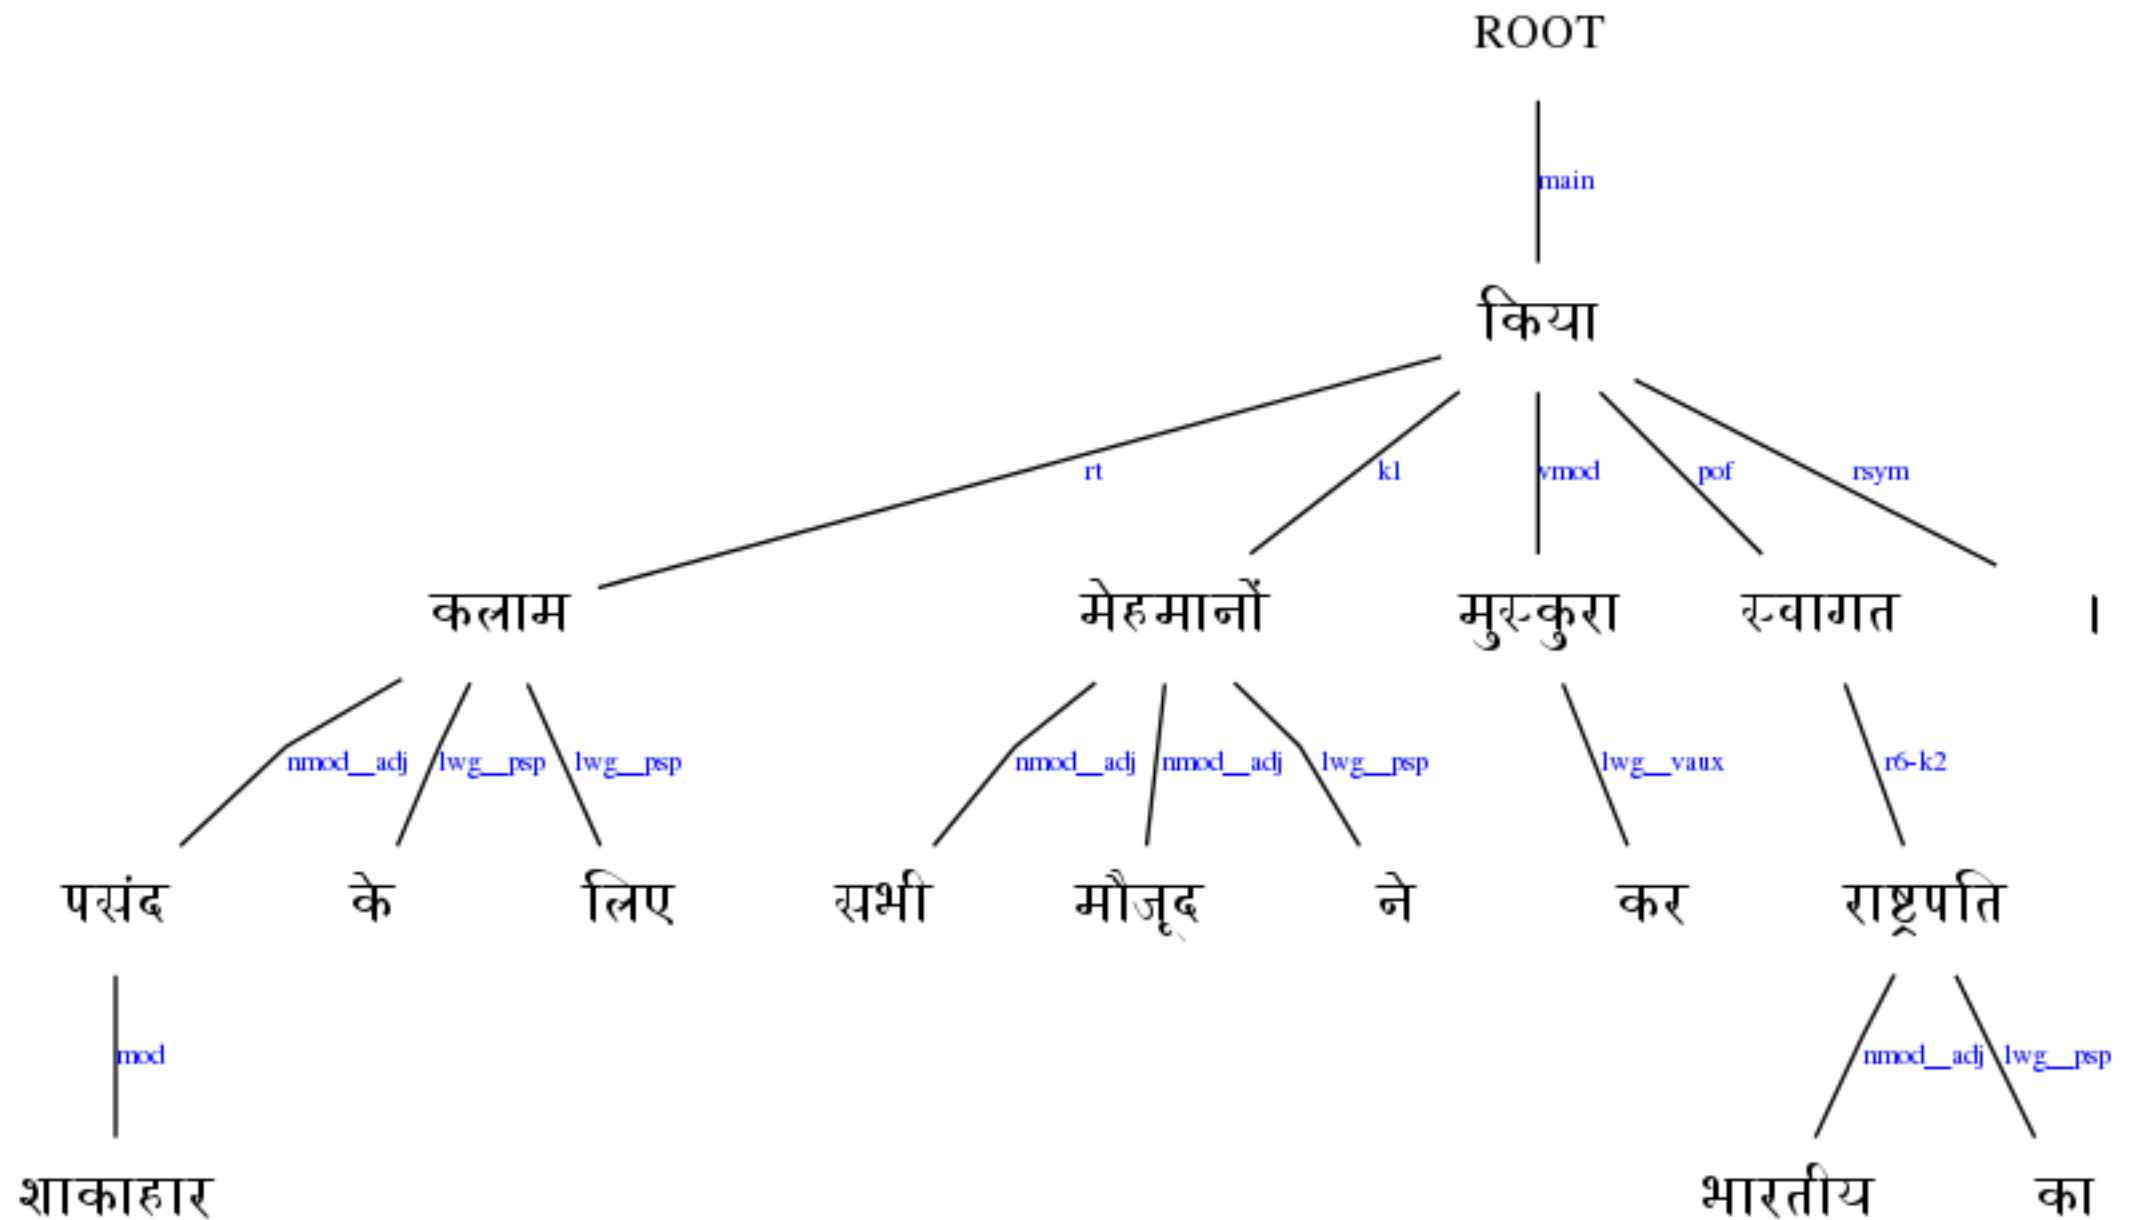 ROOT
main
किया
rt k1 vmod pof rsym
कलाम मेहमानों मुस्कुरा स्वागत ।
nmod__adj lwg__psp lwg__psp nmod__adj nmod__adj lwg__psp lwg__vaux r6-k2
पसंद के लिए सभी मौजूद ने कर राष्ट्रपति
mod nmod__adj lwg__psp
शाकाहार भारतीय का